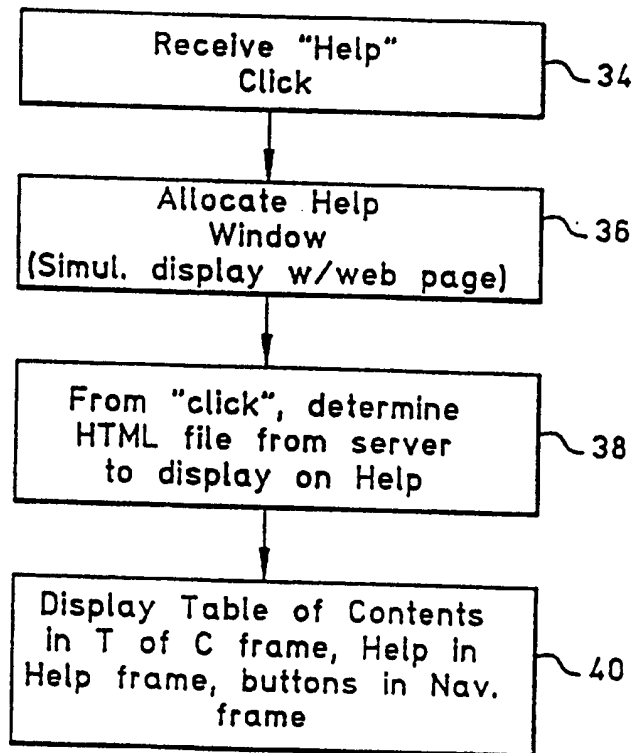 Receive "Help"
Click
34
Allocate Help
Window
(Simul. display w/web page)
36
From "click", determine
HTML file from server
to display on Help
38
Display Table of Contents
in T of C frame, Help in
Help frame, buttons in Nav.
frame
40